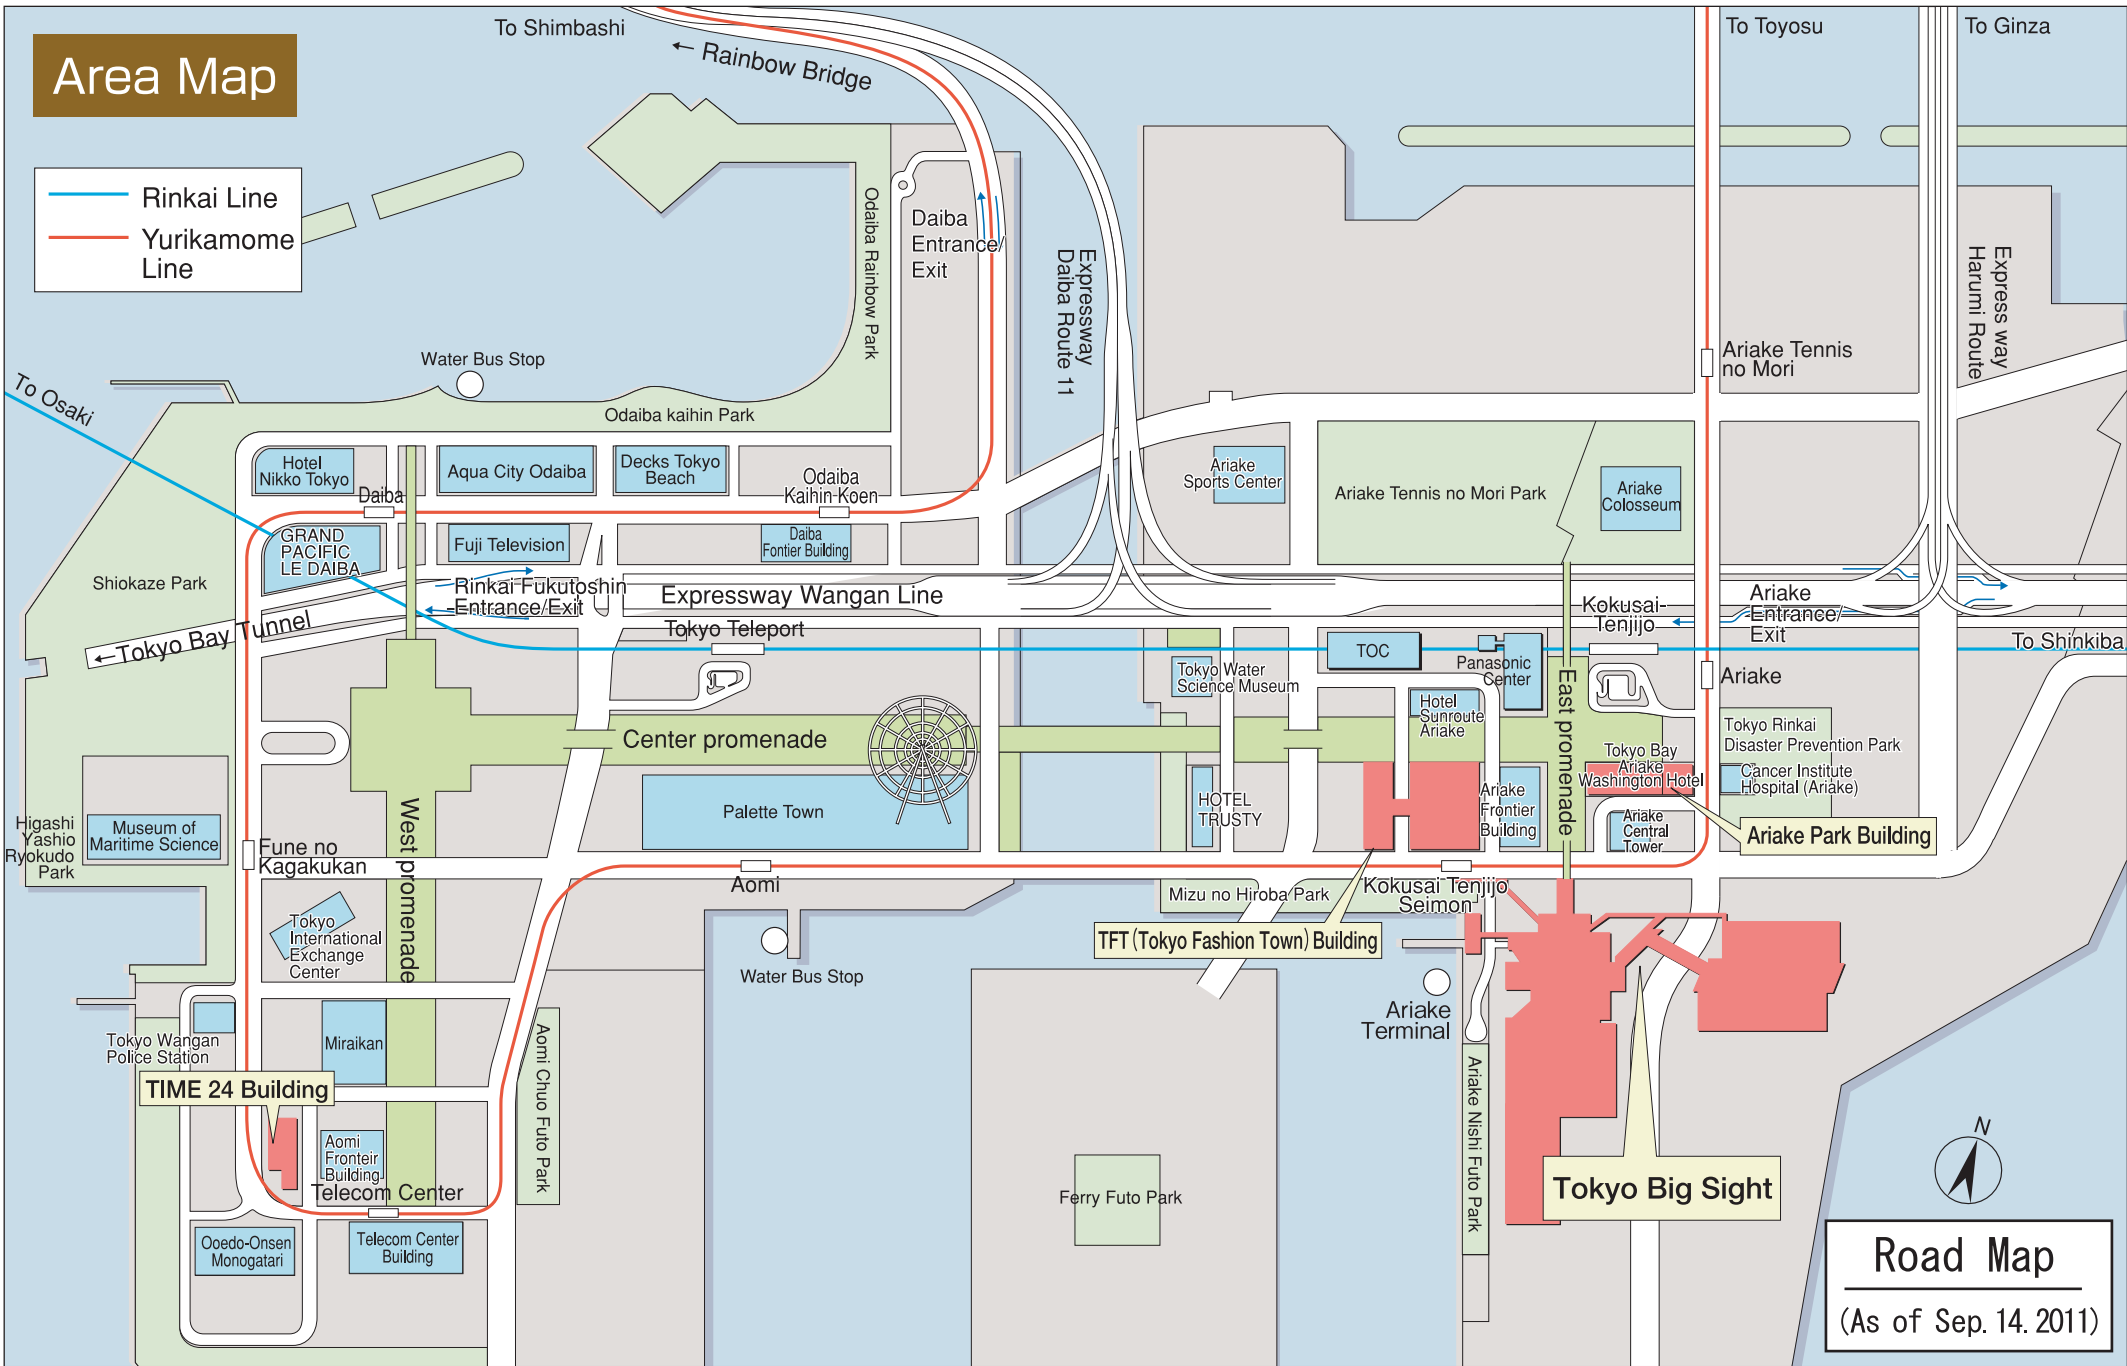 Area Map
Rinkai Line
Yurikamome
Line
To Shimbashi
← Rainbow Bridge
To Toyosu
To Ginza
Odaiba Rainbow Park
Daiba
Entrance/
Exit
Expressway
Daiba Route 11
Express way
Harumi Route
Water Bus Stop
To Osaki
Odaiba kaihin Park
Ariake Tennis
no Mori
Hotel
Nikko Tokyo
Aqua City Odaiba
Decks Tokyo
Beach
Odaiba
Kaihin-Koen
Daiba
Ariake
Sports Center
Ariake Tennis no Mori Park
Ariake
Colosseum
GRAND
PACIFIC
LE DAIBA
Fuji Television
Daiba
Fontier Building
Shiokaze Park
Rinkai Fukutoshin
Entrance/Exit
Expressway Wangan Line
Kokusai-
Tenjijo
Ariake
Entrance/
Exit
←Tokyo Bay Tunnel
Tokyo Teleport
TOC
Panasonic
Center
To Shinkiba
Tokyo Water
Science Museum
Ariake
Hotel
Sunroute
Ariake
East promenade
Tokyo Rinkai
Disaster Prevention Park
Center promenade
Tokyo Bay
Ariake
Washington Hotel
Cancer Institute
Hospital (Ariake)
Palette Town
HOTEL
TRUSTY
Ariake
Frontier
Building
Ariake
Central
Tower
Ariake Park Building
West promenade
Higashi
Yashio
Ryokudo
Park
Museum of
Maritime Science
Fune no
Kagakukan
Aomi
Mizu no Hiroba Park
Kokusai Tenjijo
Seimon
TFT (Tokyo Fashion Town) Building
Tokyo
International
Exchange
Center
Water Bus Stop
Ariake
Terminal
Tokyo Wangan
Police Station
Miraikan
Aomi Chuo Futo Park
TIME 24 Building
Aomi
Fronteir
Building
Telecom Center
Ariake Nishi Futo Park
Ferry Futo Park
Tokyo Big Sight
Ooedo-Onsen
Monogatari
Telecom Center
Building
N
Road Map
(As of Sep. 14. 2011)